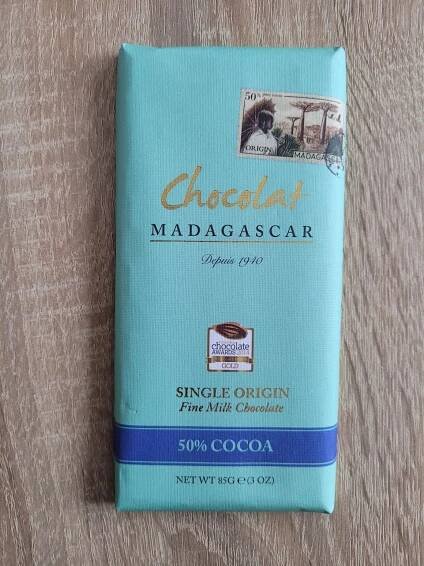 50
ORIGIN
MADAGASCAR
Chocolat
MADAGASCAR
Depuis 1940
chocolate
AWARDS
GOLD
SINGLE ORIGIN
Fine Milk Chocolate
50% COCOA
NET WT 85G ℮ (3 OZ)